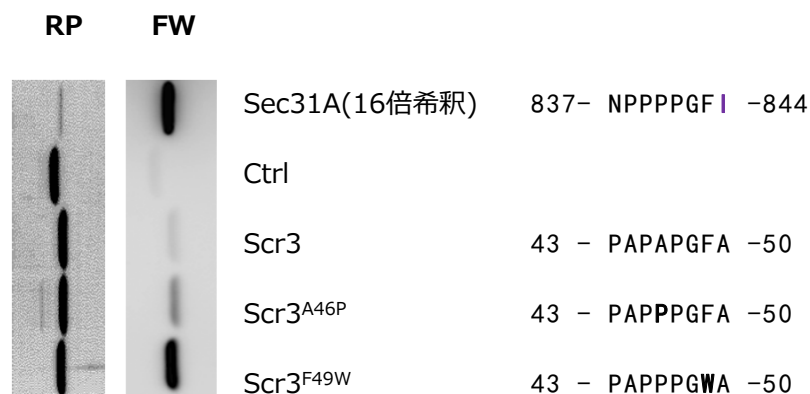 RP FW
Sec31A(16倍希釈) 837- NPPPPGFI -844
Ctrl
Scr3 43 - PAPAPGFA -50
Scr3A46P 43 - PAPPPGFA -50
Scr3F49W 43 - PAPPPGWA -50